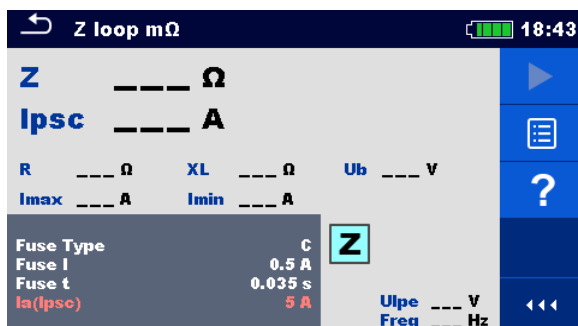 Z loop mΩ 18:43
Z ___ Ω
Ipsc ___ A
R ___ Ω XL ___ Ω Ub ___ V
Imax ___ A Imin ___ A
?
Fuse Type C
Z
Fuse I 0.5 A
Fuse t 0.035 s
Ia(Ipsc) 5 A
Ulpe ___ V
Freq ___ Hz